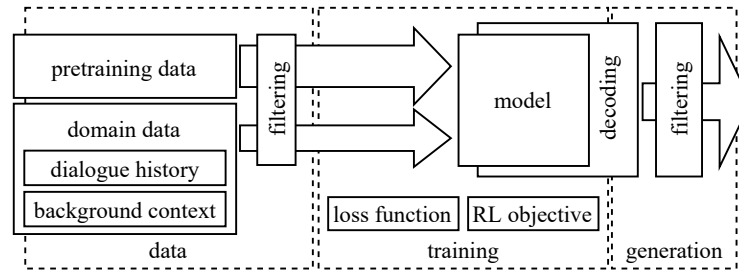 pretraining data
domain data
dialogue history
background context
filtering
data
model
decoding
loss function
RL objective
training
filtering
generation